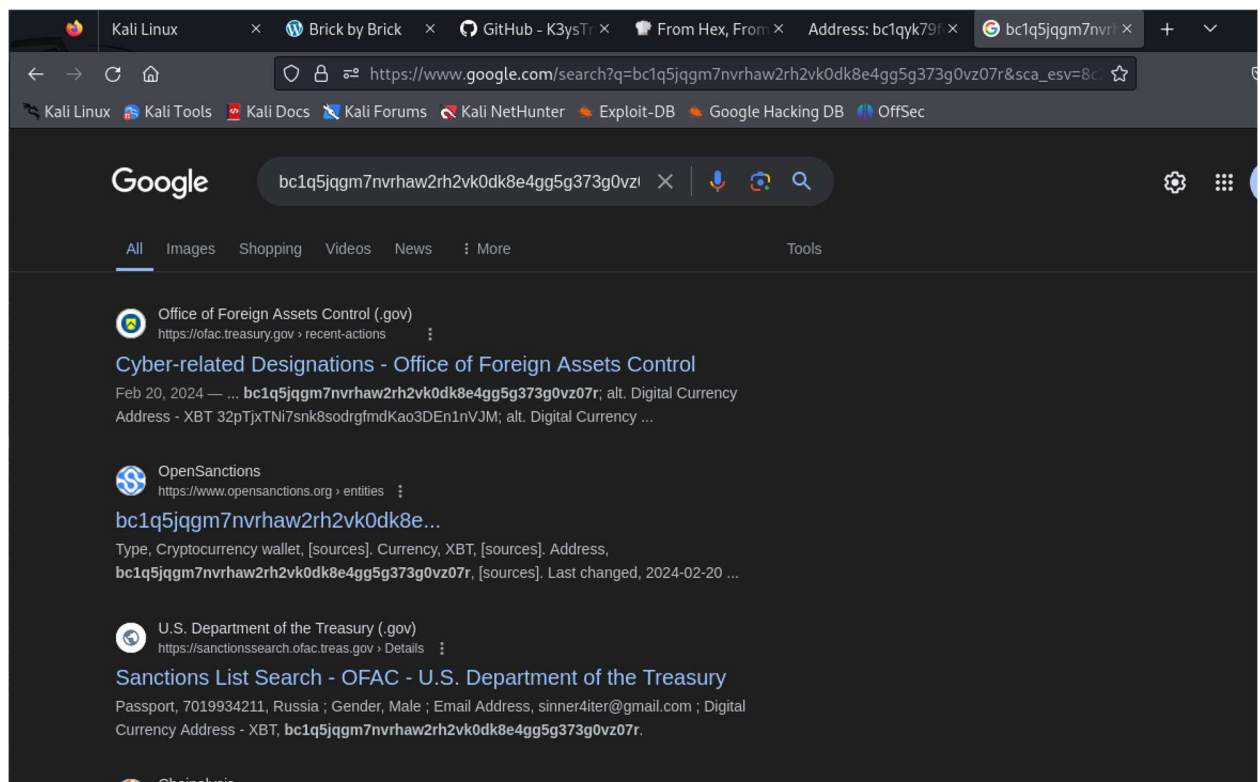 Kali Linux Brick by Brick GitHub - K3ysTr From Hex, From Address: bc1qyk79f bc1q5jqgm7nvrh
https://www.google.com/search?q=bc1q5jqgm7nvrhaw2rh2vk0dk8e4gg5g373g0vz07r&sca_esv=8c
Kali Linux Kali Tools Kali Docs Kali Forums Kali NetHunter Exploit-DB Google Hacking DB OffSec
Google bc1q5jqgm7nvrhaw2rh2vk0dk8e4gg5g373g0vz
All Images Shopping Videos News More Tools
Office of Foreign Assets Control (.gov)
https://ofac.treasury.gov › recent-actions
Cyber-related Designations - Office of Foreign Assets Control
Feb 20, 2024 — ... bc1q5jqgm7nvrhaw2rh2vk0dk8e4gg5g373g0vz07r; alt. Digital Currency
Address - XBT 32pTjxTNi7snk8sodrgfmdKao3DEn1nVJM; alt. Digital Currency ...
OpenSanctions
https://www.opensanctions.org › entities
bc1q5jqgm7nvrhaw2rh2vk0dk8e...
Type, Cryptocurrency wallet, [sources]. Currency, XBT, [sources]. Address,
bc1q5jqgm7nvrhaw2rh2vk0dk8e4gg5g373g0vz07r, [sources]. Last changed, 2024-02-20 ...
U.S. Department of the Treasury (.gov)
https://sanctionssearch.ofac.treas.gov › Details
Sanctions List Search - OFAC - U.S. Department of the Treasury
Passport, 7019934211, Russia ; Gender, Male ; Email Address, sinner4iter@gmail.com ; Digital
Currency Address - XBT, bc1q5jqgm7nvrhaw2rh2vk0dk8e4gg5g373g0vz07r.